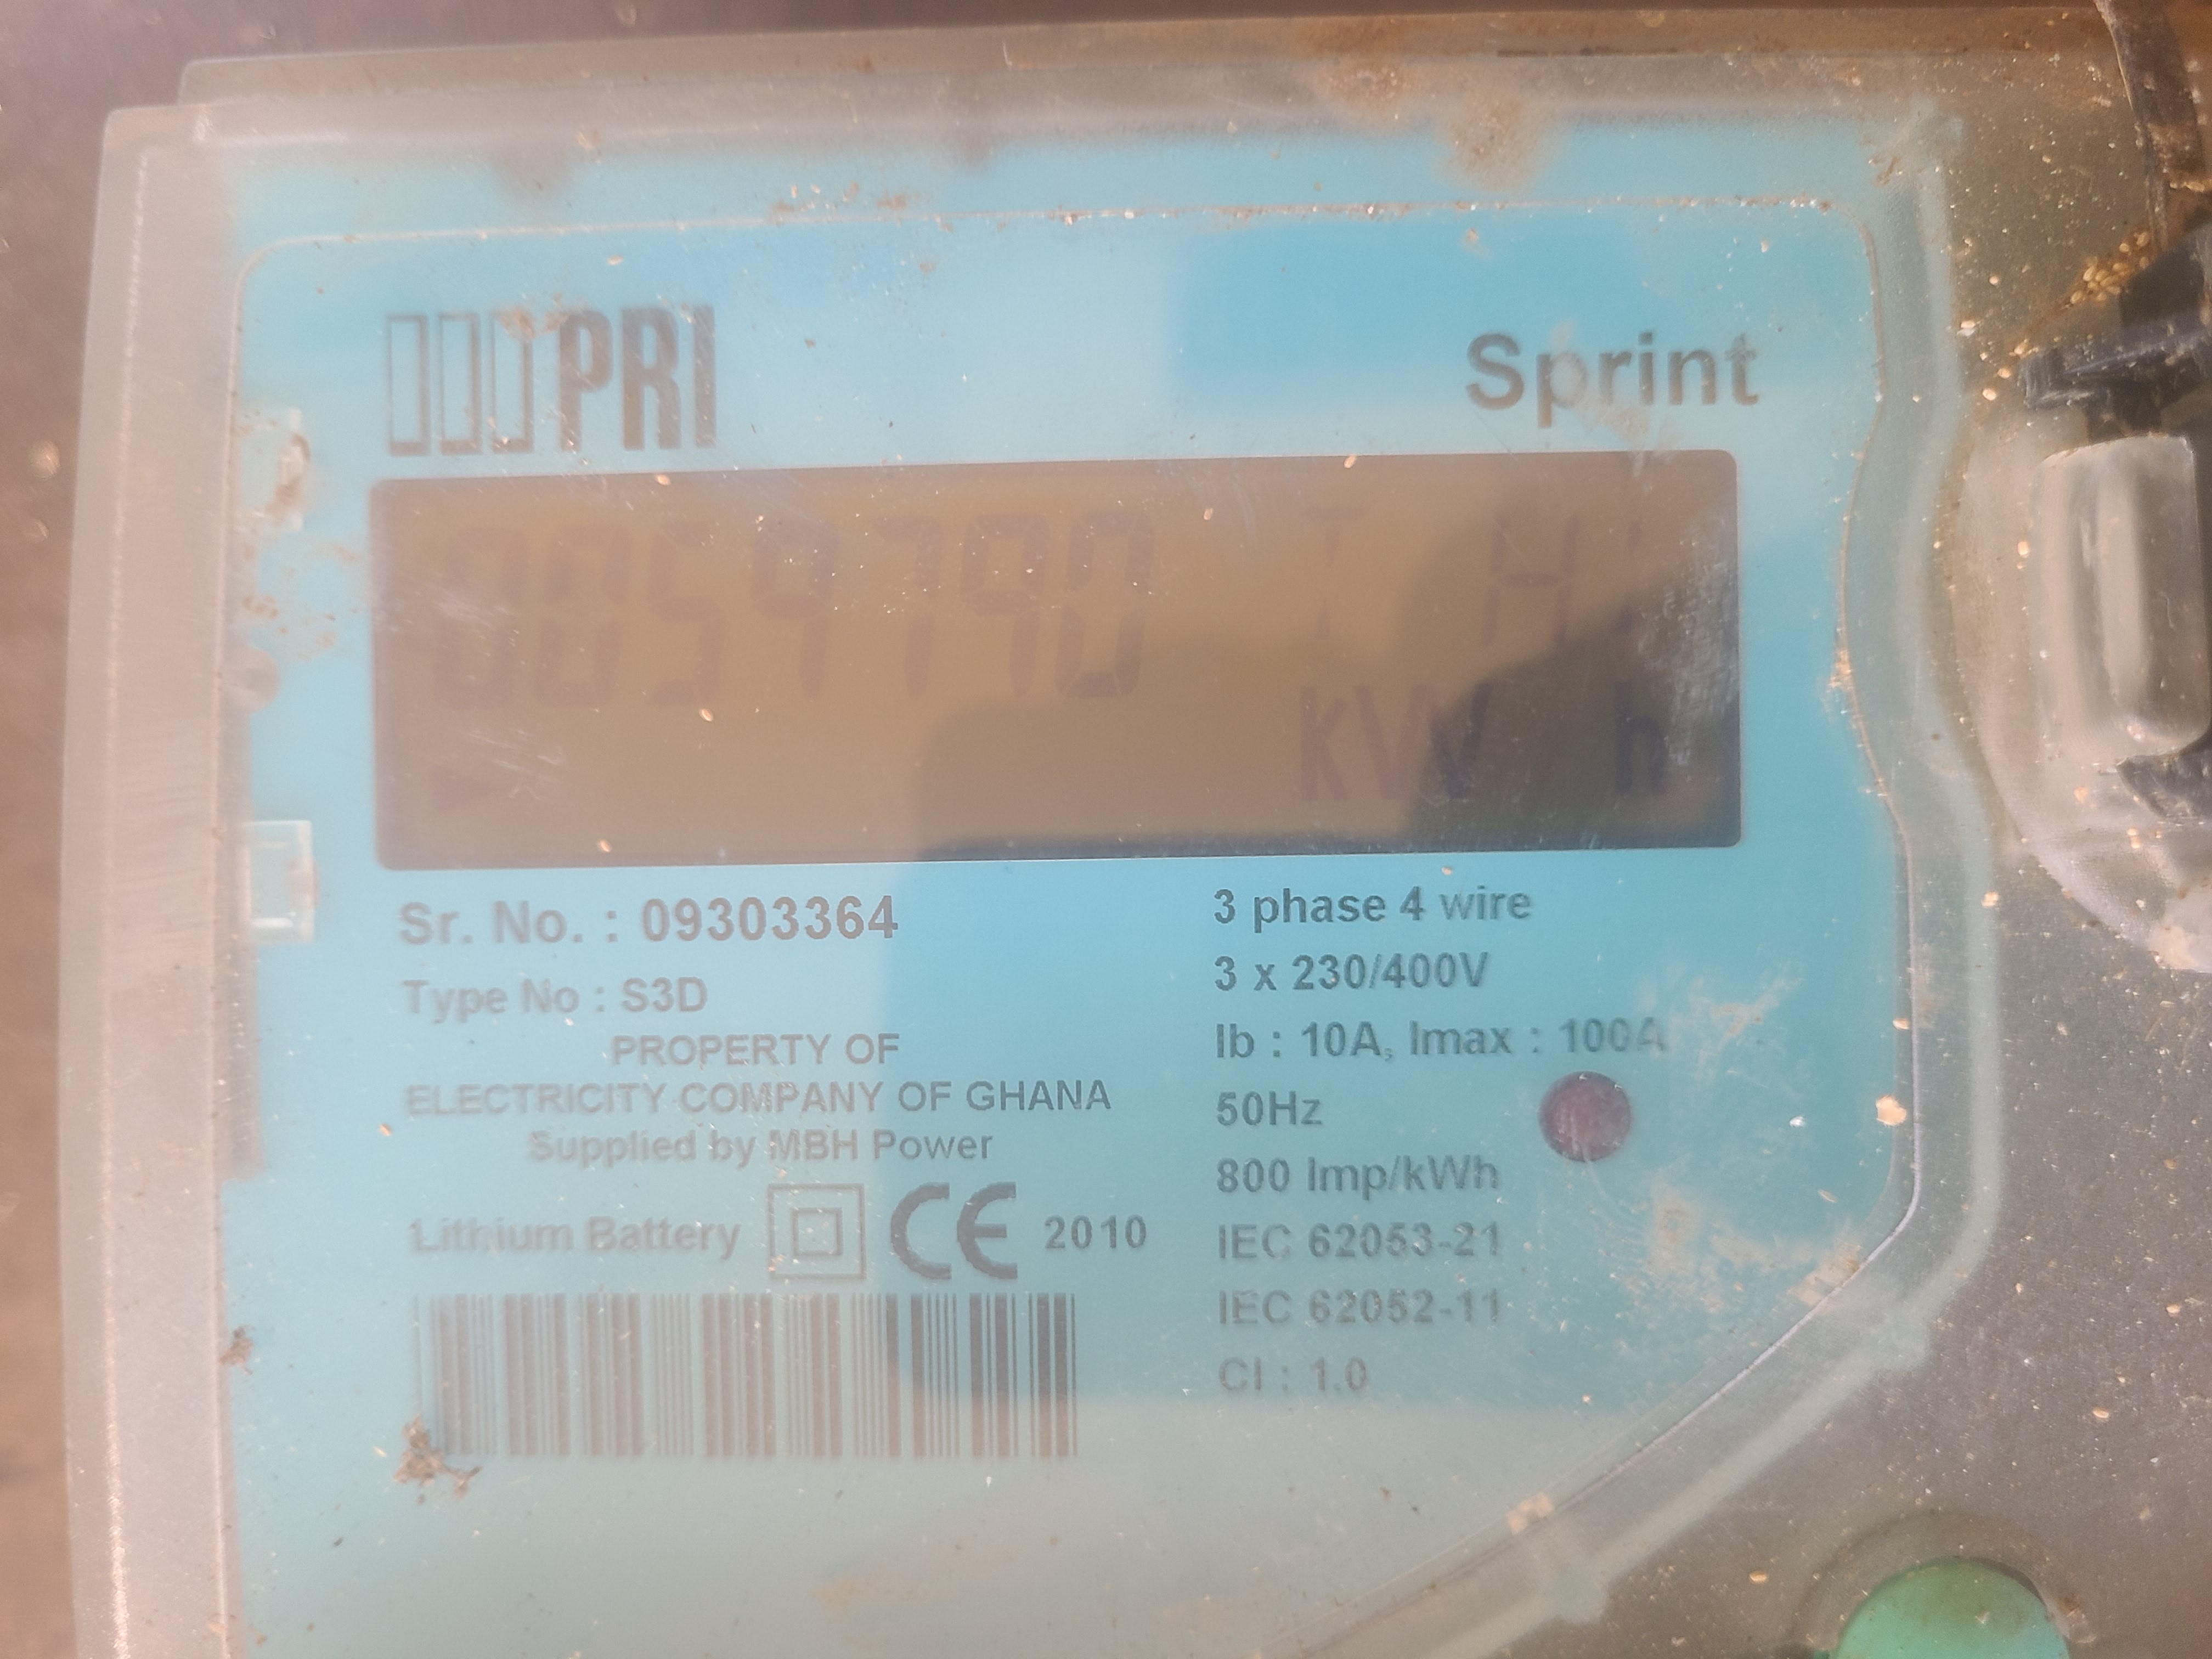 PRI
Sprint
0059790
kW h
Sr. No. : 09303364
Type No : S3D
PROPERTY OF
ELECTRICITY COMPANY OF GHANA
Supplied by MBH Power
Lithium Battery CE 2010
3 phase 4 wire
3 x 230/400V
Ib : 10A, Imax : 100A
50Hz
800 Imp/kWh
IEC 62053-21
IEC 62052-11
Cl : 1.0